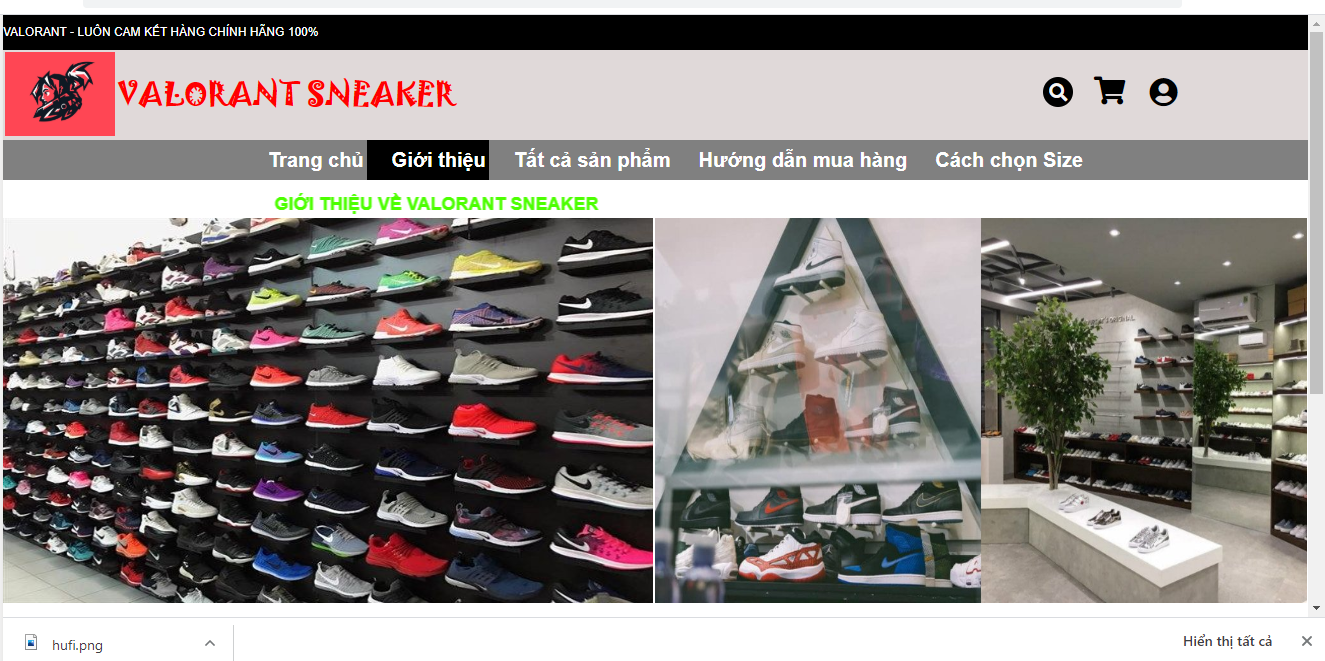 VALORANT - LUÔN CAM KẾT HÀNG CHÍNH HÃNG 100%
VALORANT SNEAKER
Trang chủ Giới thiệu Tất cả sản phẩm Hướng dẫn mua hàng Cách chọn Size
GIỚI THIỆU VỀ VALORANT SNEAKER
hufi.png
Hiển thị tất cả